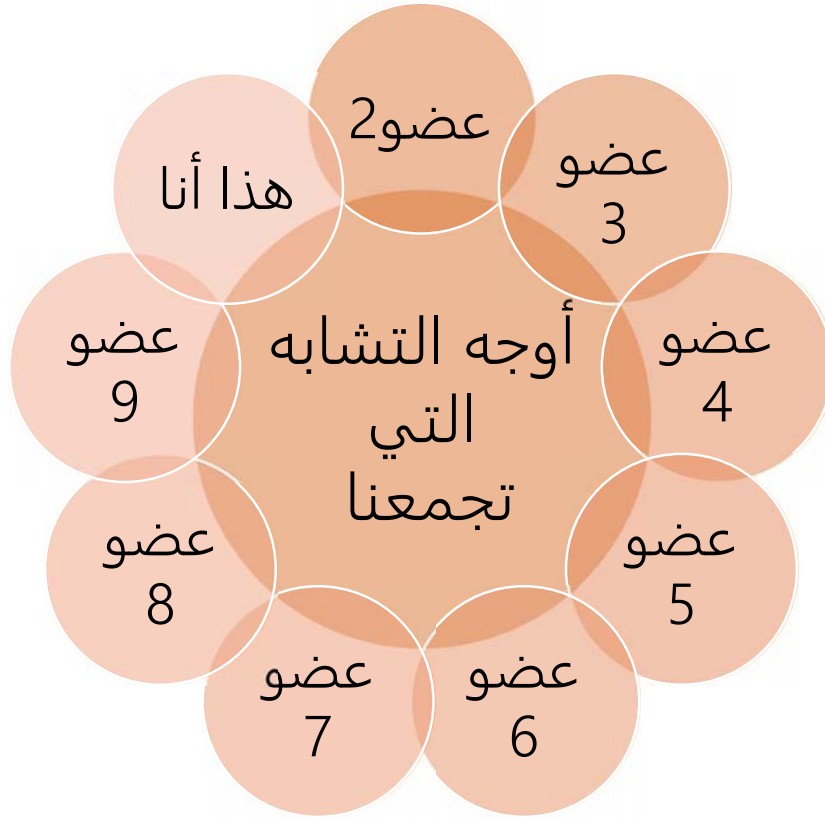 عضو2
عضو
3
عضو
4
عضو
5
عضو
6
عضو
7
عضو
8
عضو
9
هذا أنا
أوجه التشابه
التي
تجمعنا